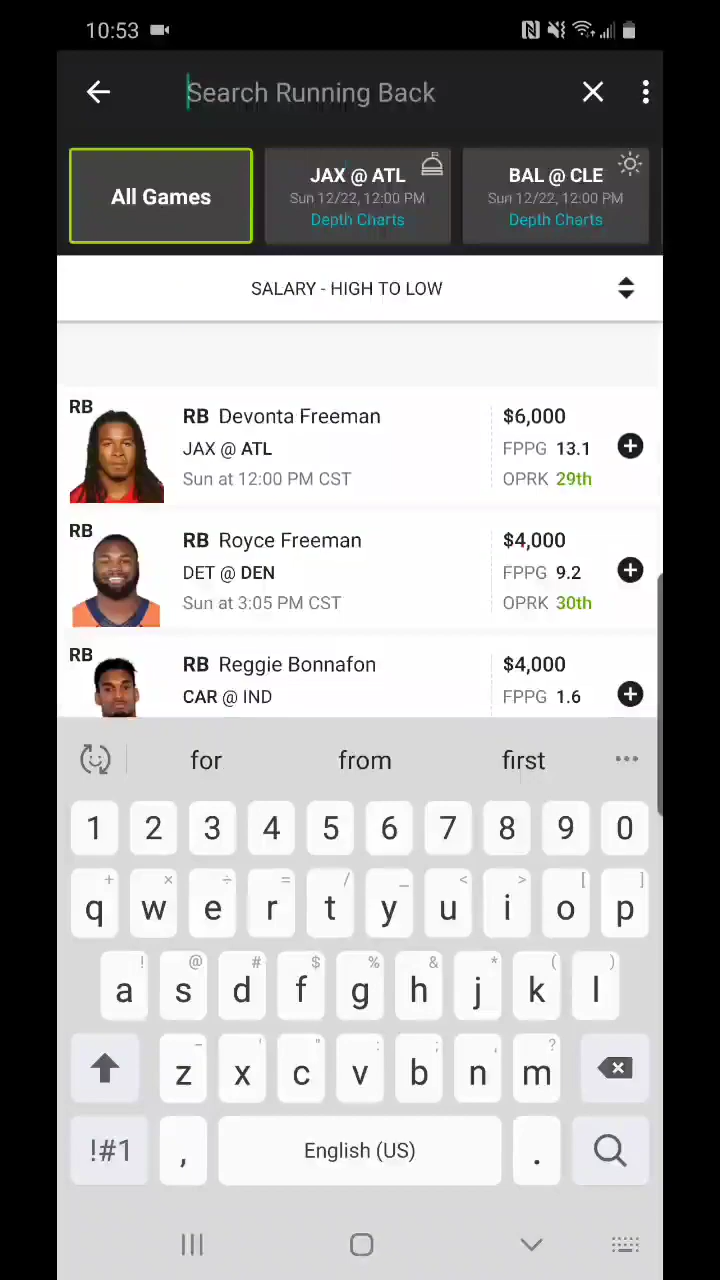 10:53
Search Running Back
All Games
JAX @ ATL
Sun 12/22, 12:00 PM
Depth Charts
BAL @ CLE
Sun 12/22, 12:00 PM
Depth Charts
SALARY - HIGH TO LOW
RB
RB Devonta Freeman
$6,000
JAX @ ATL
FPPG 13.1
Sun at 12:00 PM CST
OPRK 29th
RB
RB Royce Freeman
$4,000
DET @ DEN
FPPG 9.2
Sun at 3:05 PM CST
OPRK 30th
RB
RB Reggie Bonnafon
$4,000
CAR @ IND
FPPG 1.6
for from first
1 2 3 4 5 6 7 8 9 0
+ × ÷ = / _ < > [ ]
q w e r t y u i o p
! @ # $ % & * ( )
a s d f g h j k l
- ' " : ; , ?
z x c v b n m
!#1 , English (US) .